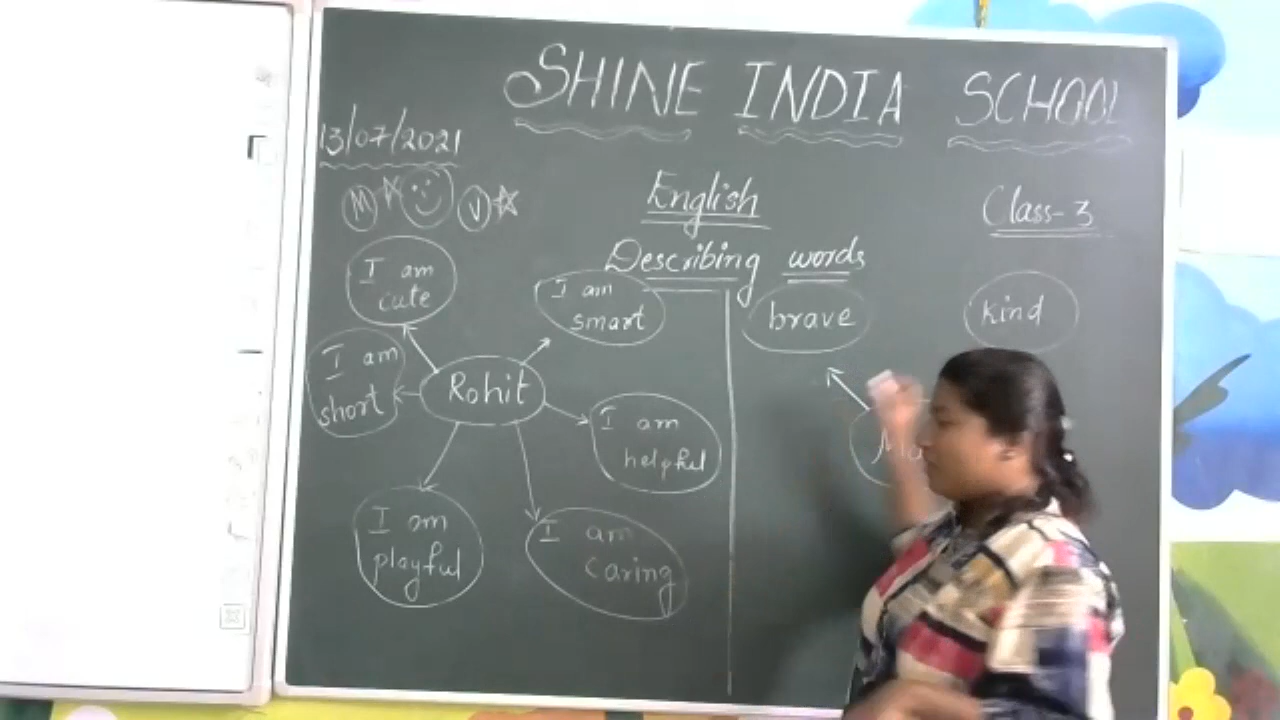 SHINE INDIA SCHOOL
13/07/2021
M V
English
Class-3
Describing words
I am
cute
I am
smart
brave
kind
I am
short
Rohit
I am
helpful
I am
playful
I am
caring